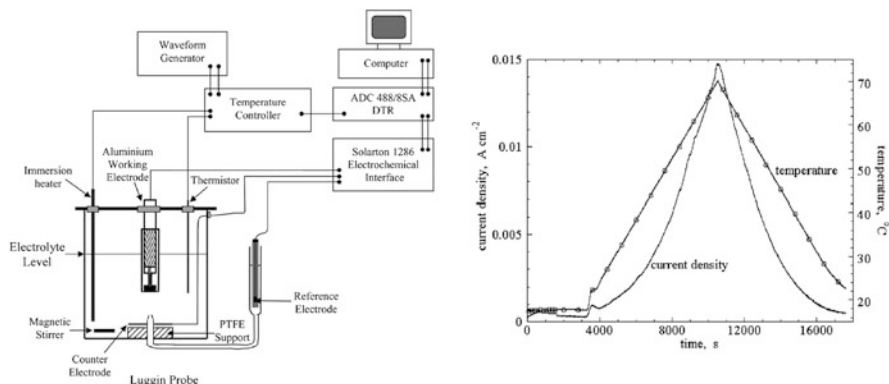 Waveform
Generator
Computer
Temperature
Controller
ADC 488/8SA
DTR
Solarton 1286
Electrochemical
Interface
Immersion
heater
Aluminium
Working
Electrode
Thermistor
Electrolyte
Level
Magnetic
Stirrer
Counter
Electrode
PTFE
Support
Luggin Probe
Reference
Electrode
current density, A cm-2
0.015
0.01
0.005
0
0
4000
8000
12000
16000
time, s
temperature
current density
70
60
50
40
30
20
temperature, °C